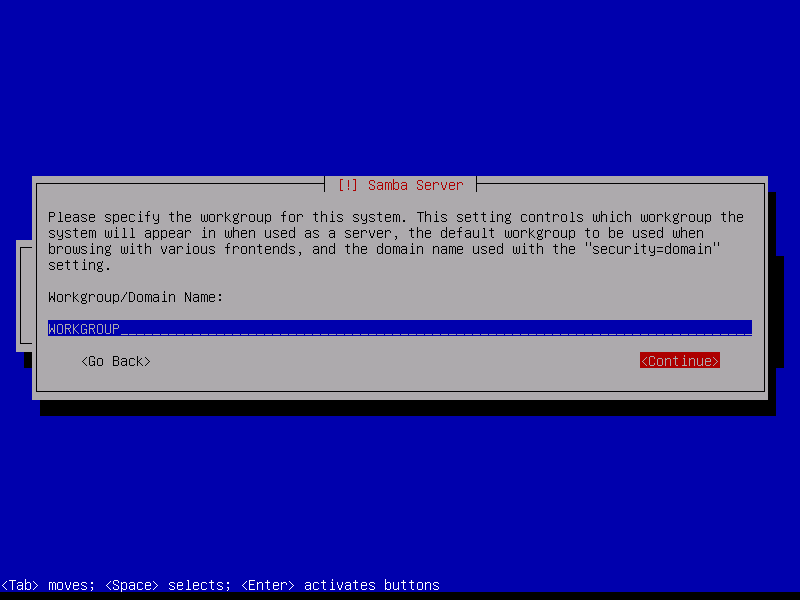 [!] Samba Server
Please specify the workgroup for this system. This setting controls which workgroup the
system will appear in when used as a server, the default workgroup to be used when
browsing with various frontends, and the domain name used with the "security=domain"
setting.
Workgroup/Domain Name:
WORKGROUP
<Go Back> <Continue>
<Tab> moves; <Space> selects; <Enter> activates buttons